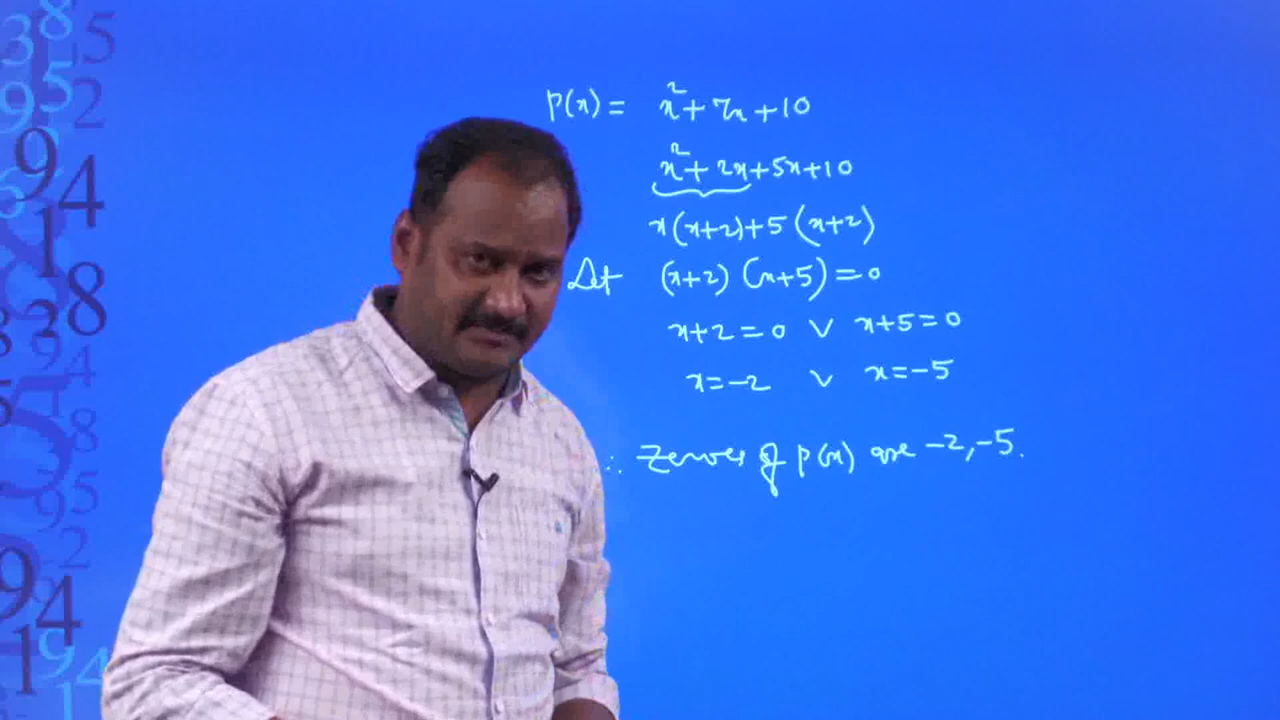 p(x) = x² + 7x + 10
x² + 2x + 5x + 10
x(x+2) + 5(x+2)
Let (x+2) (x+5) = 0
x+2 = 0 ∨ x+5 = 0
x = -2 ∨ x = -5
∴ Zeroes of p(x) are -2, -5.